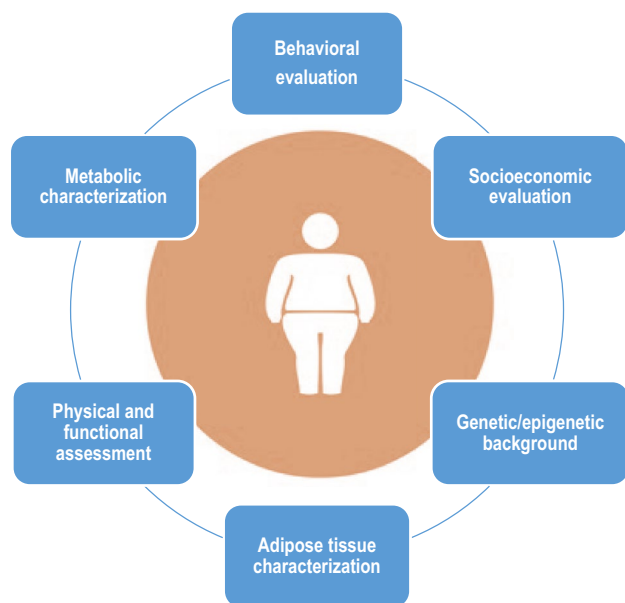 Behavioral
evaluation
Socioeconomic
evaluation
Genetic/epigenetic
background
Adipose tissue
characterization
Physical and
functional
assessment
Metabolic
characterization